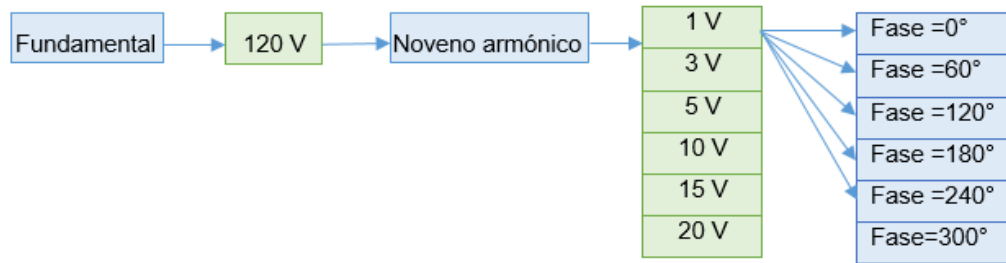 Fundamental
120 V
Noveno armónico
1 V
3 V
5 V
10 V
15 V
20 V
Fase =0°
Fase =60°
Fase =120°
Fase =180°
Fase =240°
Fase=300°